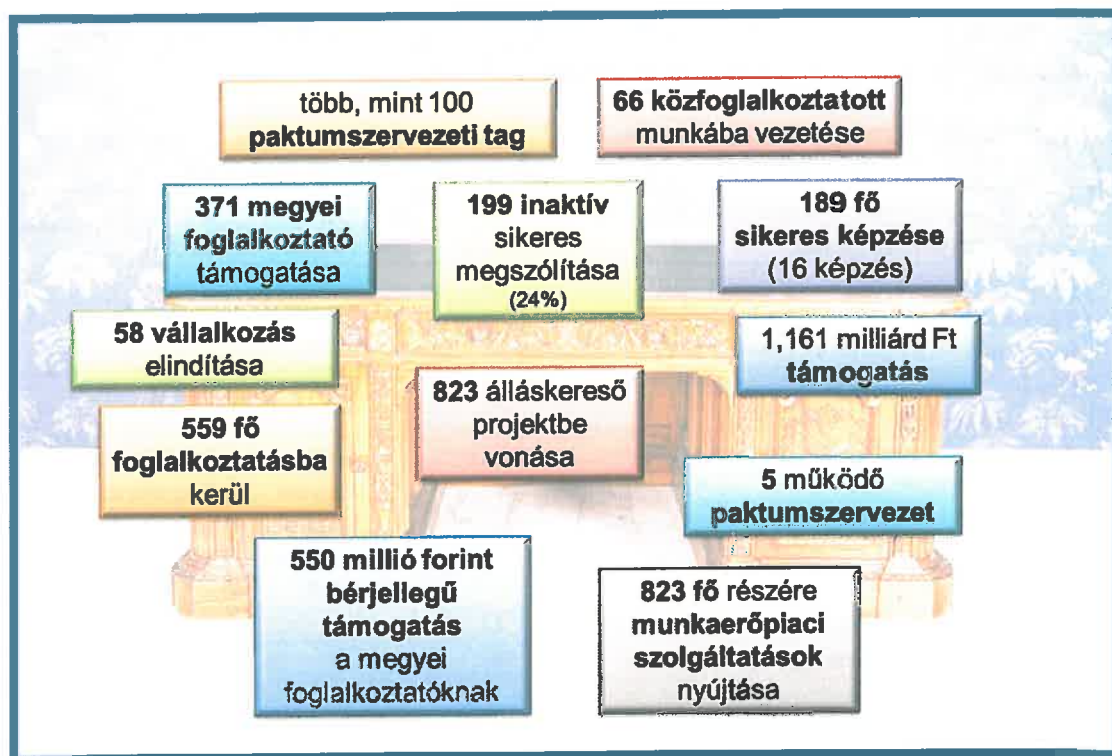 több, mint 100
paktumszervezeti tag
66 közfoglalkoztatott
munkába vezetése
371 megyei
foglalkoztató
támogatása
199 inaktív
sikeres
megszólítása
(24%)
189 fő
sikeres képzése
(16 képzés)
58 vállalkozás
elindítása
823 álláskereső
projektbe
vonása
1,161 milliárd Ft
támogatás
559 fő
foglalkoztatásba
kerül
5 működő
paktumszervezet
550 millió forint
bérjellegű
támogatás
a megyei
foglalkoztatóknak
823 fő részére
munkaerőpiaci
szolgáltatások
nyújtása